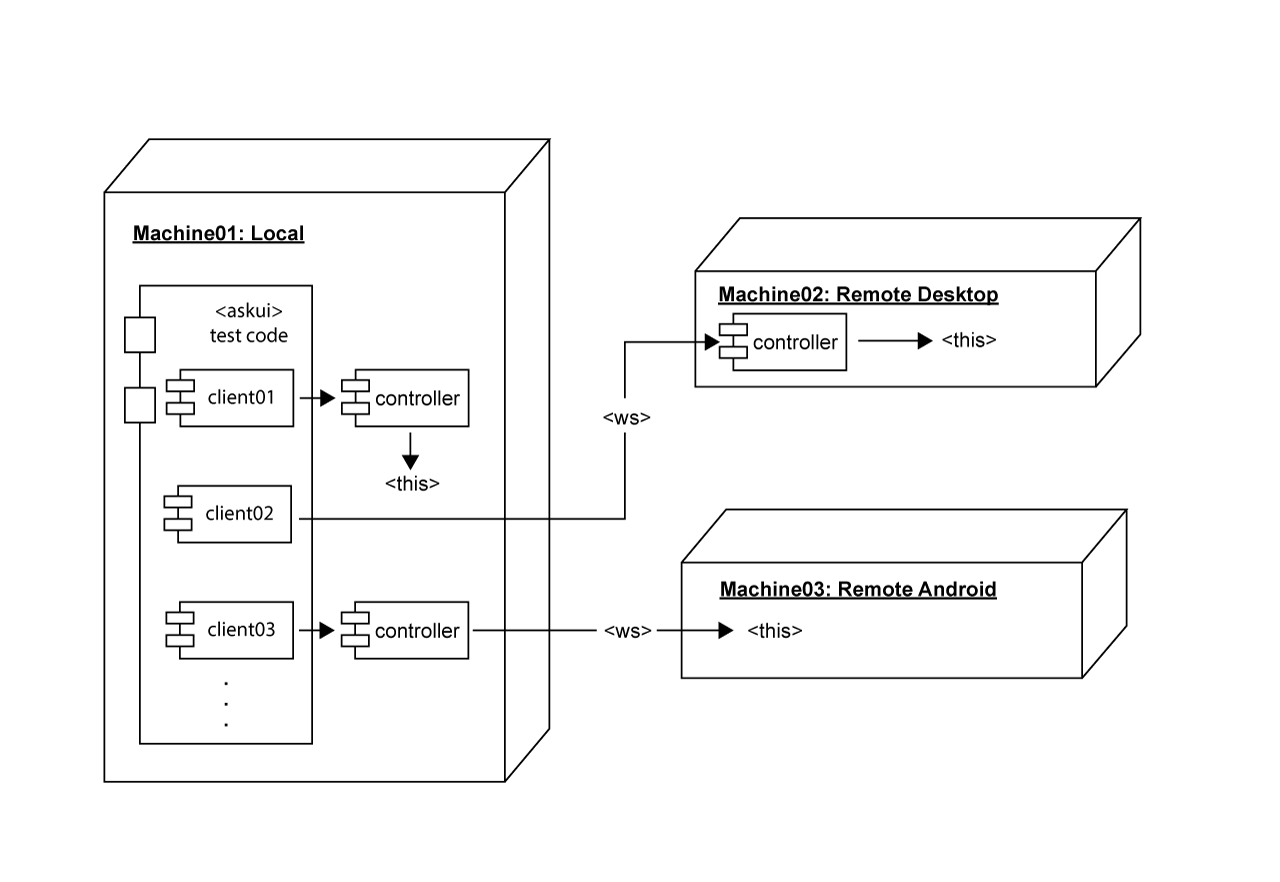 Machine01: Local
<askui>
test code
client01
controller
<this>
client02
client03
controller
<ws>
<ws>
Machine02: Remote Desktop
controller
<this>
Machine03: Remote Android
<this>